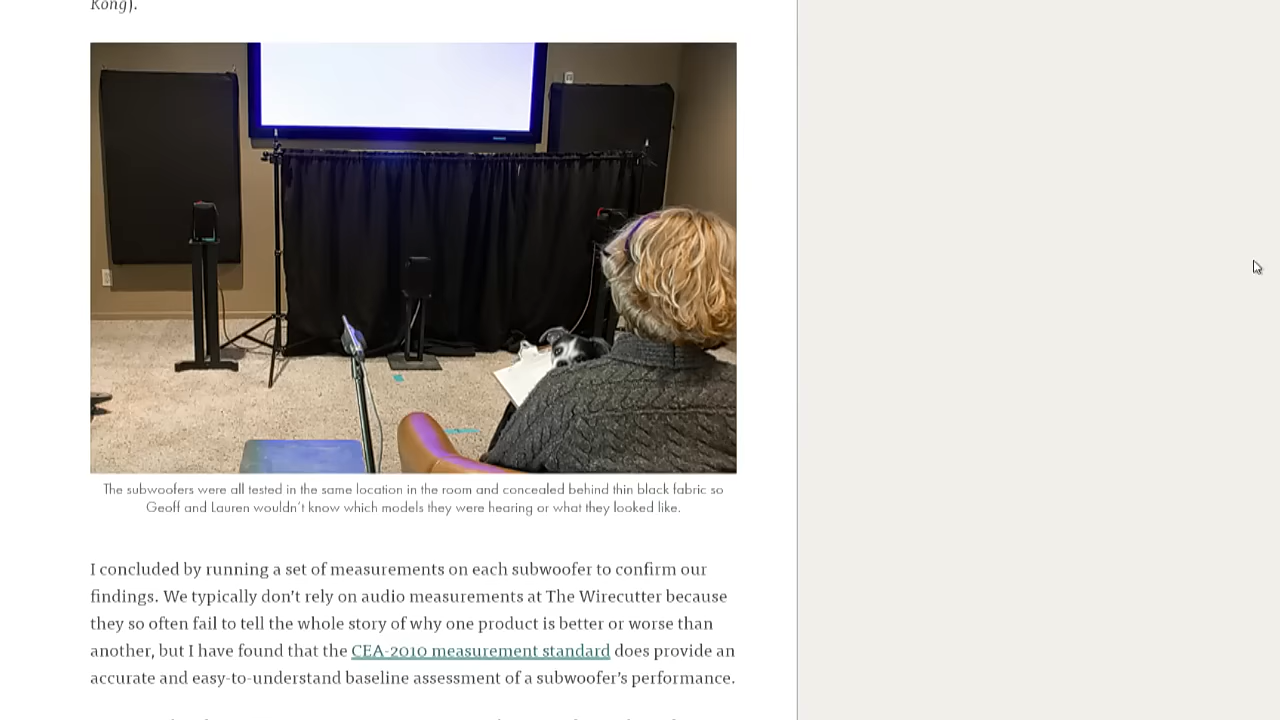 Kong).
The subwoofers were all tested in the same location in the room and concealed behind thin black fabric so
Geoff and Lauren wouldn’t know which models they were hearing or what they looked like.
I concluded by running a set of measurements on each subwoofer to confirm our
findings. We typically don’t rely on audio measurements at The Wirecutter because
they so often fail to tell the whole story of why one product is better or worse than
another, but I have found that the CEA-2010 measurement standard does provide an
accurate and easy-to-understand baseline assessment of a subwoofer’s performance.